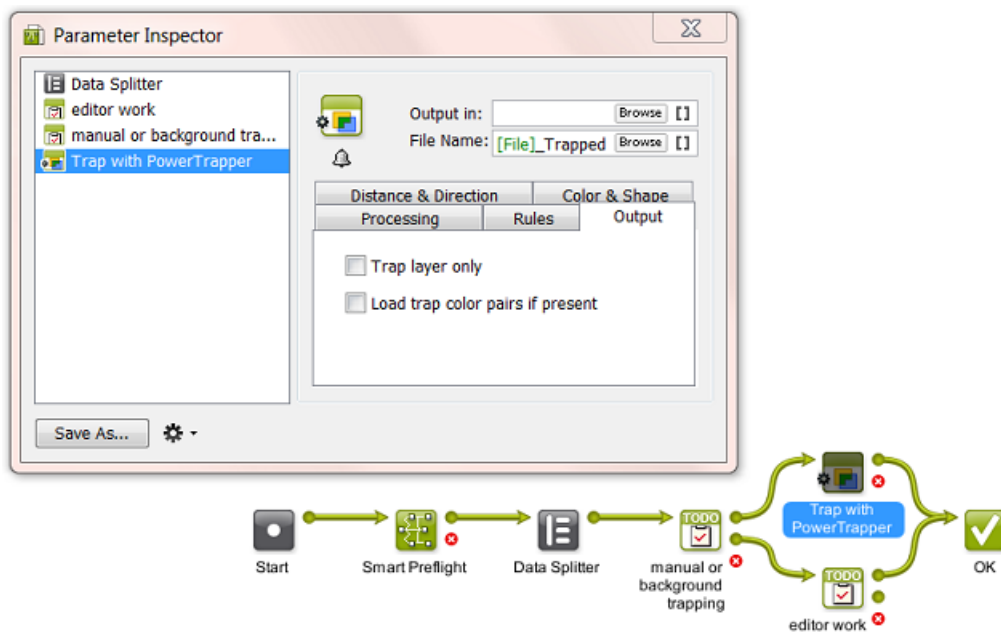 Parameter Inspector
Data Splitter
editor work
manual or background tra...
Trap with PowerTrapper
Output in:
Browse
[]
File Name:
[File]_Trapped
Browse
[]
Distance & Direction
Color & Shape
Processing
Rules
Output
Trap layer only
Load trap color pairs if present
Save As...
TODO
Trap with
PowerTrapper
Start
Smart Preflight
Data Splitter
manual or
background
trapping
OK
TODO
editor work